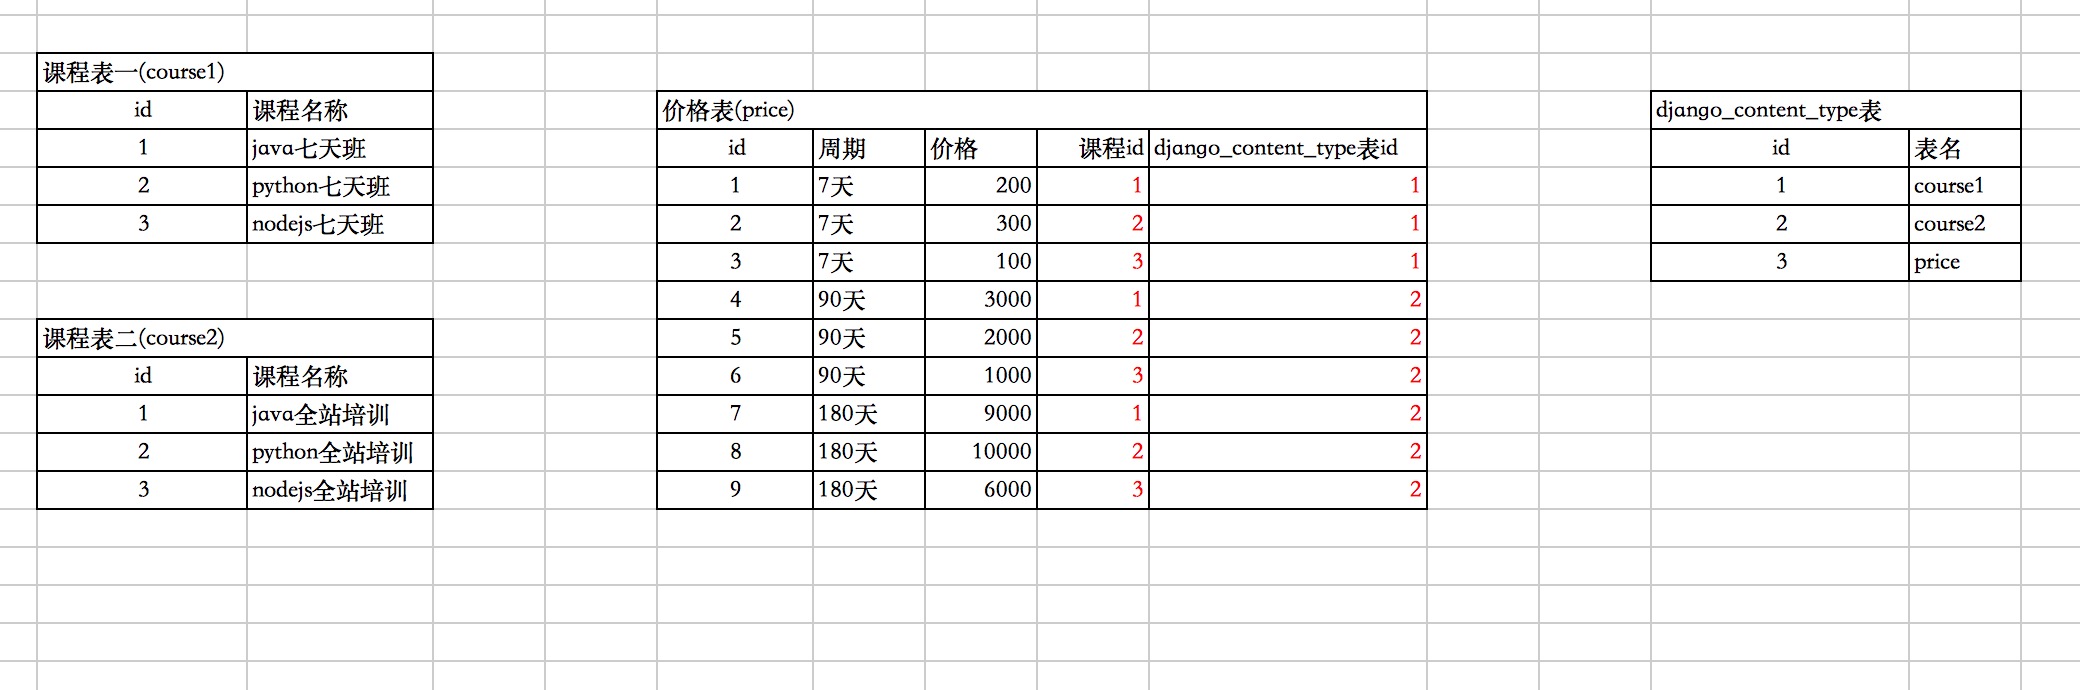 课程表一(course1)
id 课程名称
1 java七天班
2 python七天班
3 nodejs七天班
课程表二(course2)
id 课程名称
1 java全站培训
2 python全站培训
3 nodejs全站培训
价格表(price)
id 周期 价格 课程id django_content_type表id
1 7天 200 1 1
2 7天 300 2 1
3 7天 100 3 1
4 90天 3000 1 2
5 90天 2000 2 2
6 90天 1000 3 2
7 180天 9000 1 2
8 180天 10000 2 2
9 180天 6000 3 2
django_content_type表
id 表名
1 course1
2 course2
3 price